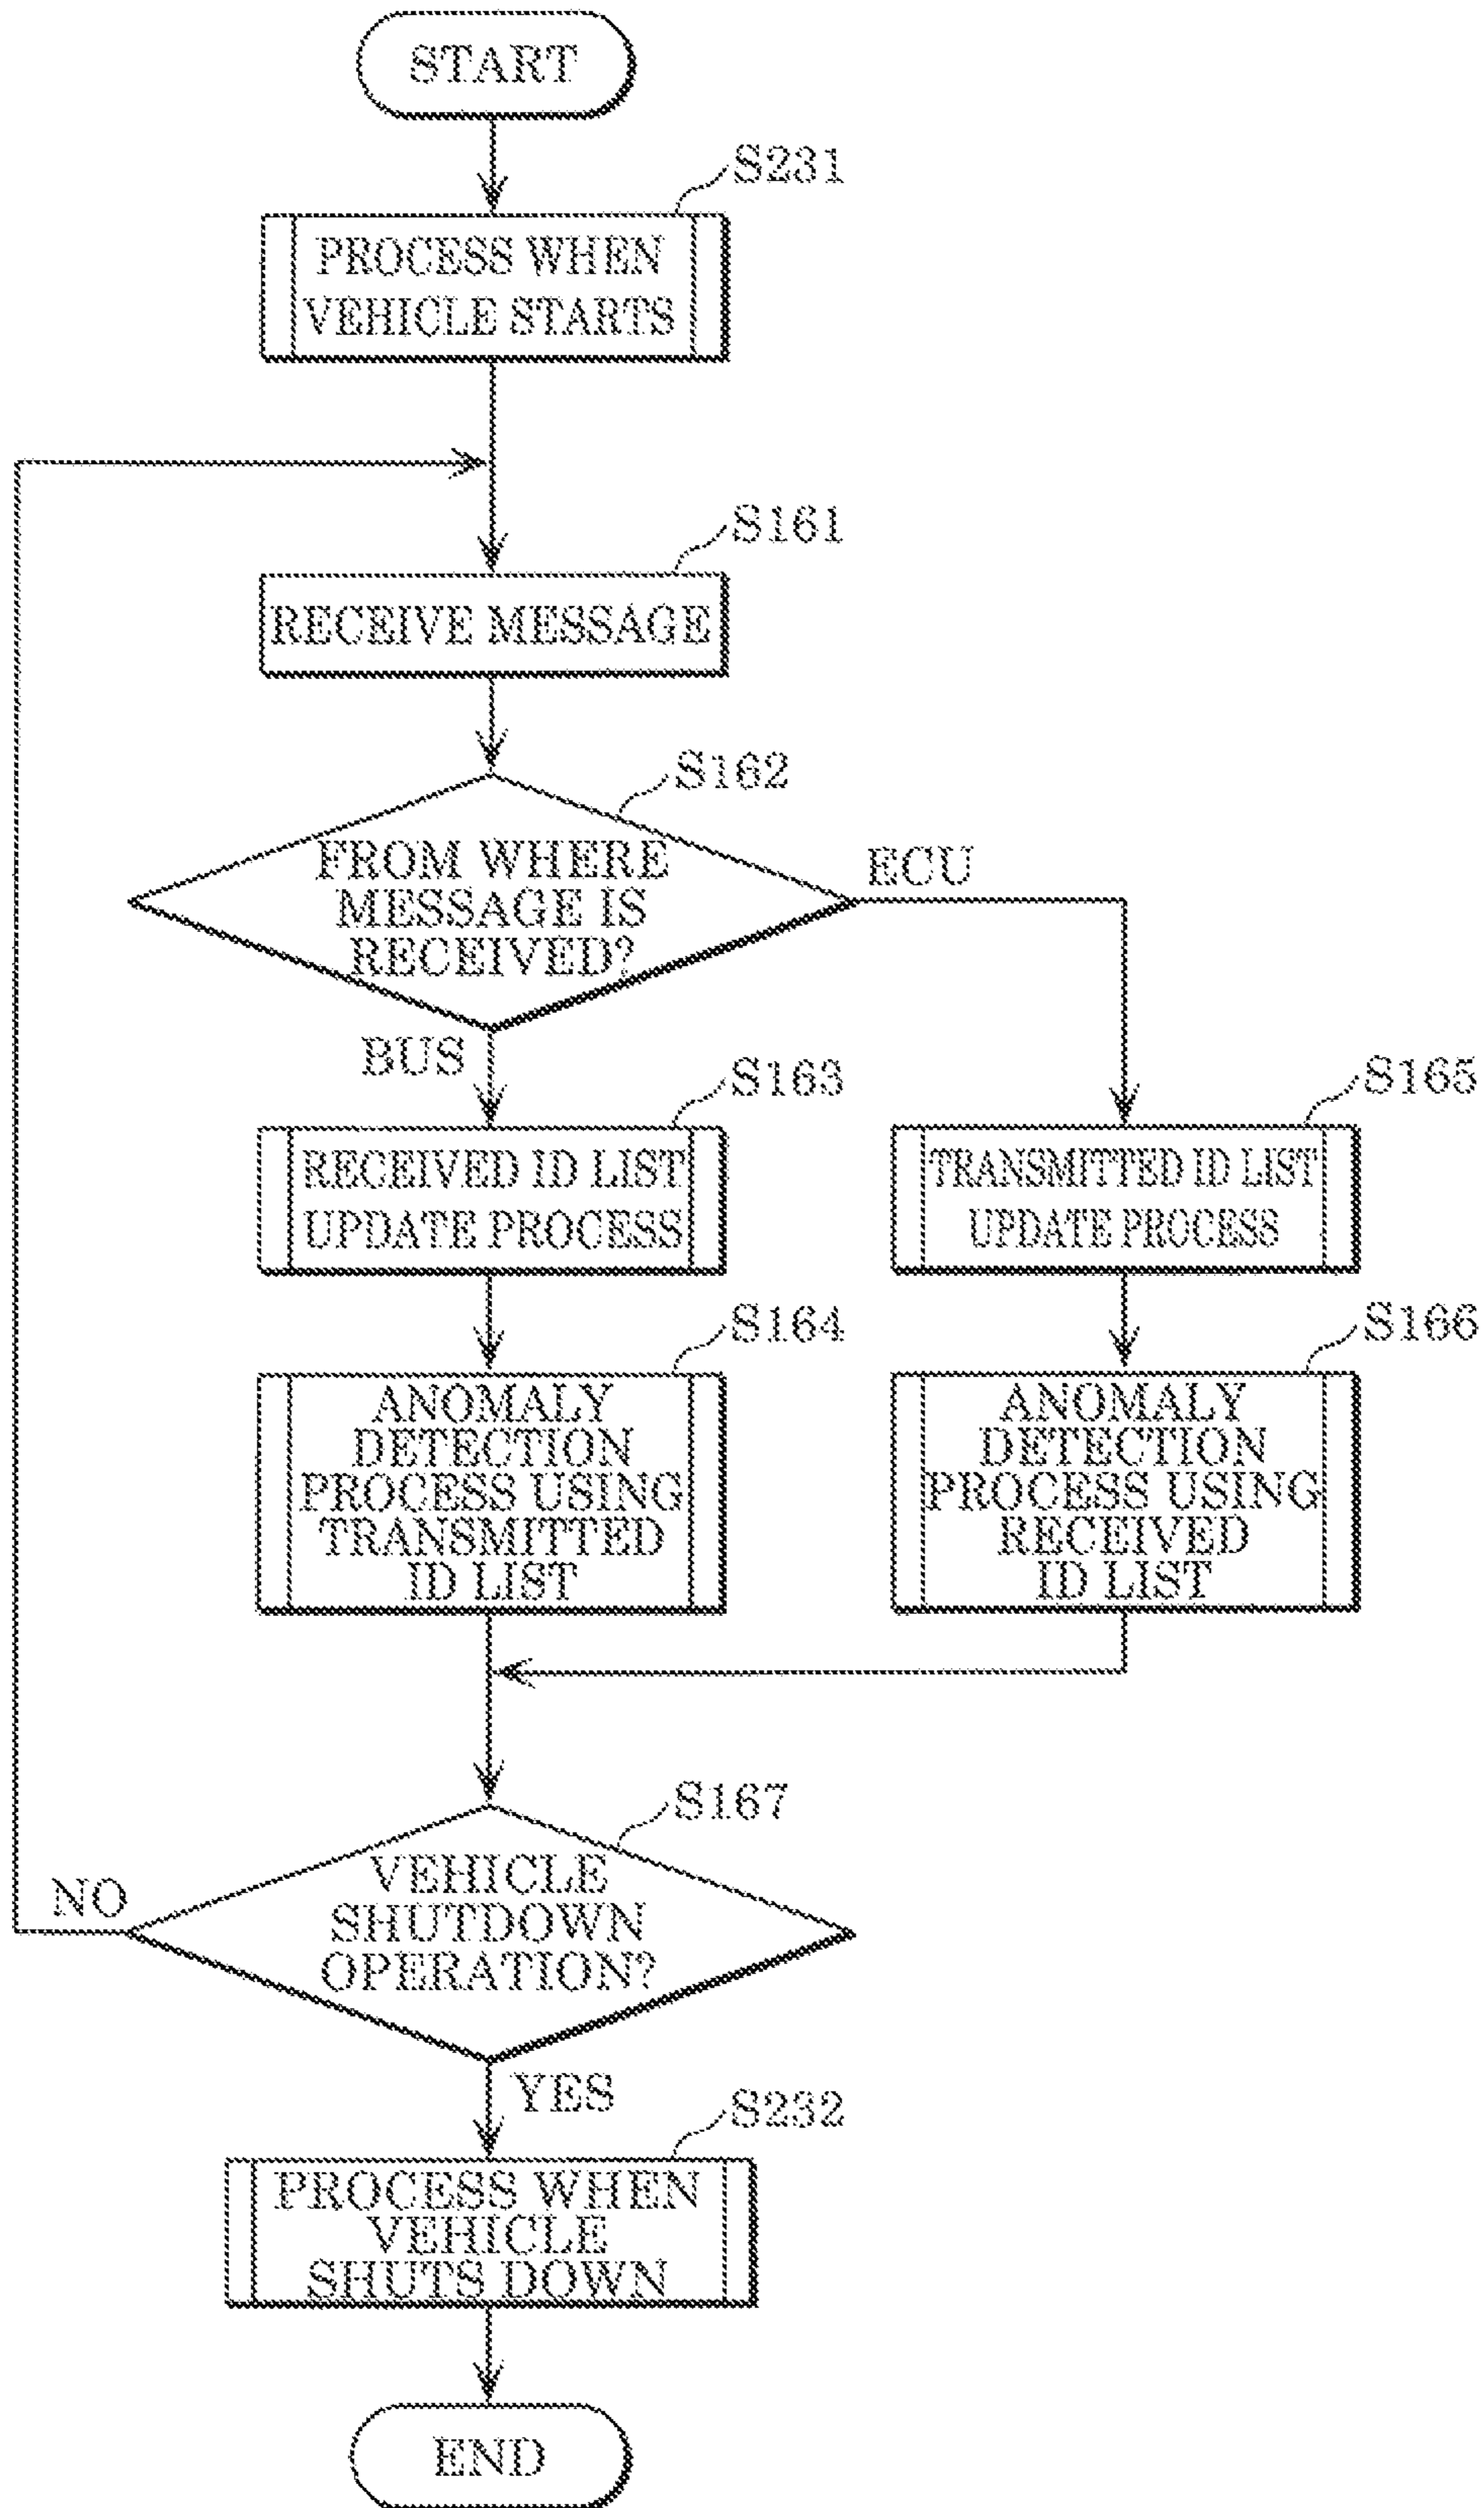 START
S231
PROCESS WHEN
VEHICLE STARTS
S161
RECEIVE MESSAGE
S162
FROM WHERE
MESSAGE IS
RECEIVED?
ECU
BUS
S163
RECEIVED ID LIST
UPDATE PROCESS
S165
TRANSMITTED ID LIST
UPDATE PROCESS
S164
ANOMALY
DETECTION
PROCESS USING
TRANSMITTED
ID LIST
S166
ANOMALY
DETECTION
PROCESS USING
RECEIVED
ID LIST
S167
VEHICLE
SHUTDOWN
OPERATION?
NO
YES
S232
PROCESS WHEN
VEHICLE
SHUTS DOWN
END